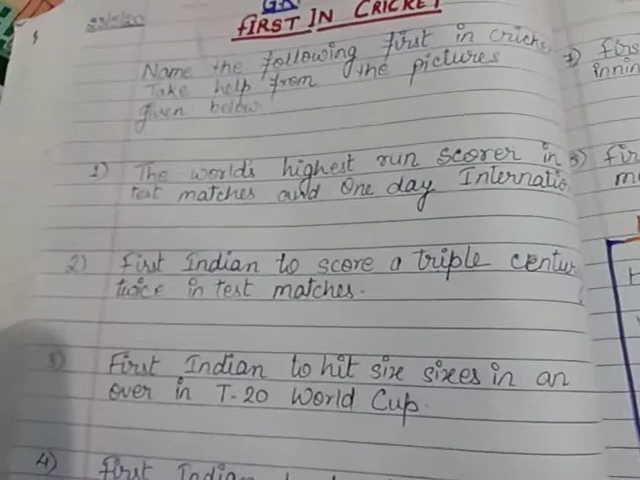 GK
FIRST IN CRICKET
Name the following first in cricke
Take help from the pictures
given below
1) The world's highest run scorer in
test matches and One day Internatio
2) First Indian to score a triple centur
twice in test matches.
3) First Indian to hit six sixes in an
over in T-20 World Cup.
4) First Indian
7) Firs
innin
8) Fir
m